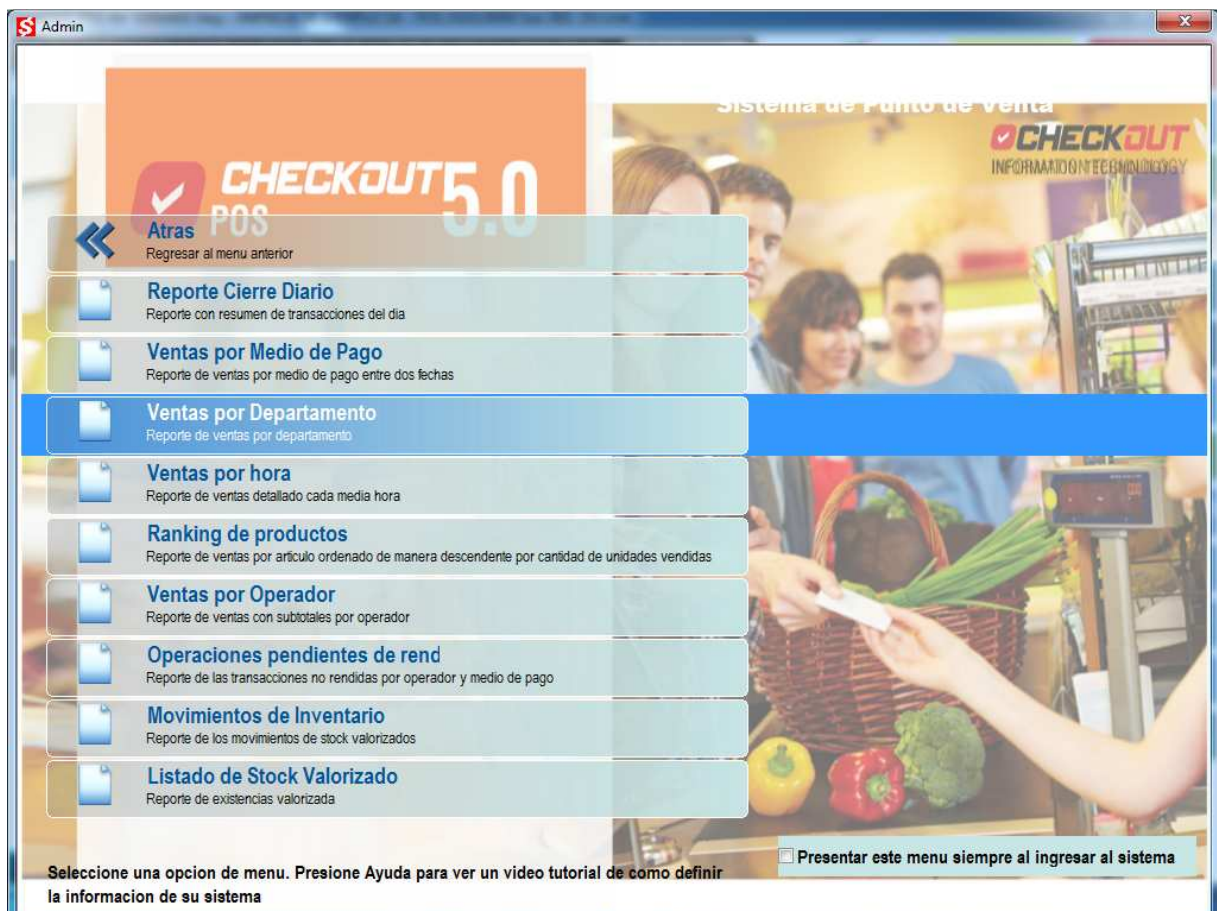 Admin
Sistema de Punto de Venta
CHECKOUT
INFORMATION TECHNOLOGY
CHECKOUT 5.0
POS
Atras
Regresar al menu anterior
Reporte Cierre Diario
Reporte con resumen de transacciones del dia
Ventas por Medio de Pago
Reporte de ventas por medio de pago entre dos fechas
Ventas por Departamento
Reporte de ventas por departamento
Ventas por hora
Reporte de ventas detallado cada media hora
Ranking de productos
Reporte de ventas por articulo ordenado de manera descendente por cantidad de unidades vendidas
Ventas por Operador
Reporte de ventas con subtotales por operador
Operaciones pendientes de rend
Reporte de las transacciones no rendidas por operador y medio de pago
Movimientos de Inventario
Reporte de los movimientos de stock valorizados
Listado de Stock Valorizado
Reporte de existencias valorizada
Presentar este menu siempre al ingresar al sistema
Seleccione una opcion de menu. Presione Ayuda para ver un video tutorial de como definir
la informacion de su sistema